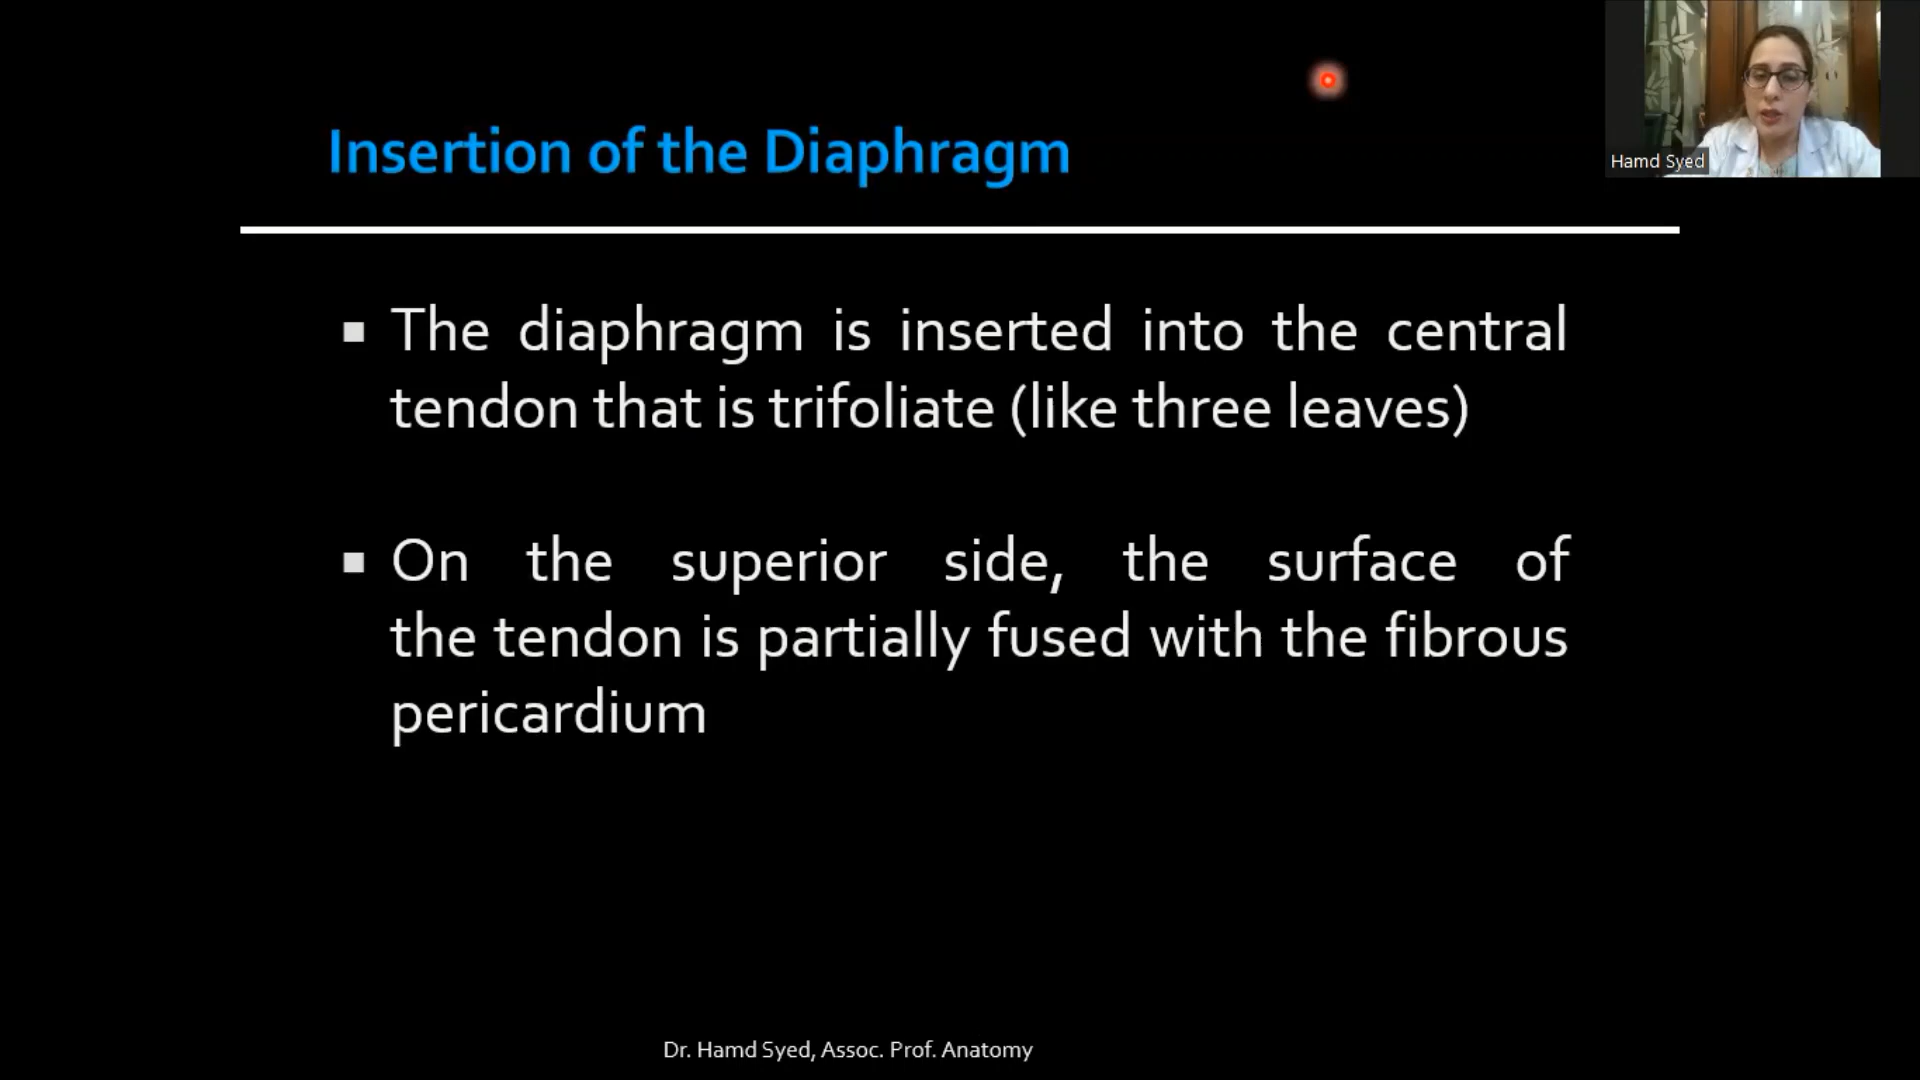 Insertion of the Diaphragm
Hamd Syed
The diaphragm is inserted into the central
tendon that is trifoliate (like three leaves)
On the superior side, the surface of
the tendon is partially fused with the fibrous
pericardium
Dr. Hamd Syed, Assoc. Prof. Anatomy